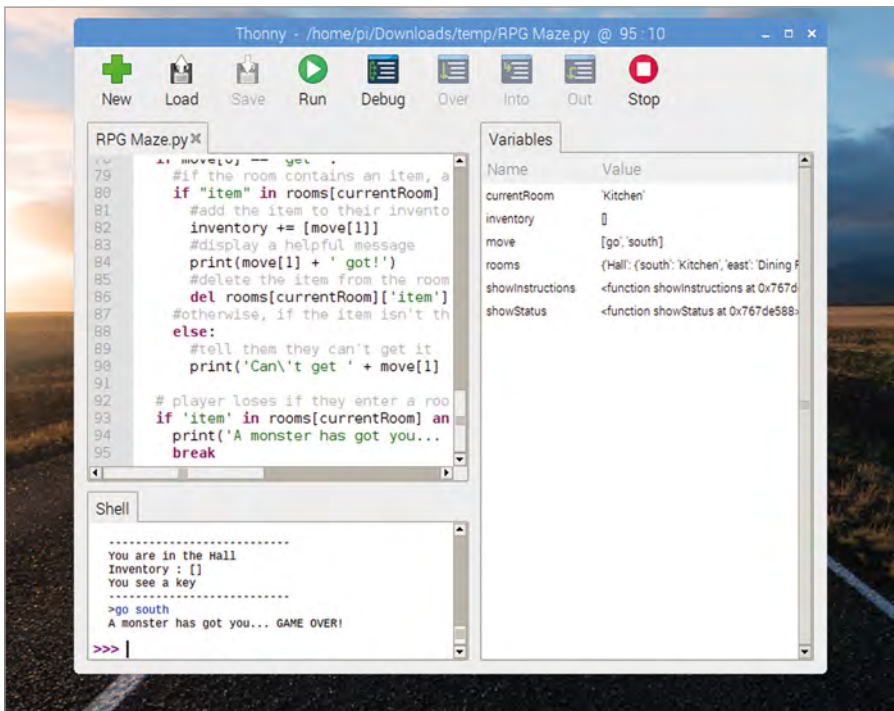 Thonny - /home/pi/Downloads/temp/RPG Maze.py @ 95 : 10
New Load Save Run Debug Over Into Out Stop
RPG Maze.py
79 #if the room contains an item, a
80 if "item" in rooms[currentRoom]
81 #add the item to their invento
82 inventory += [move[1]]
83 #display a helpful message
84 print(move[1] + ' got!')
85 #delete the item from the room
86 del rooms[currentRoom]['item']
87 #otherwise, if the item isn't th
88 else:
89 #tell them they can't get it
90 print('Can\'t get ' + move[1]
91
92 # player loses if they enter a roo
93 if 'item' in rooms[currentRoom] an
94 print('A monster has got you...
95 break
Shell
---------------------------
You are in the Hall
Inventory : []
You see a key
---------------------------
>go south
A monster has got you... GAME OVER!
>>>
Variables
Name Value
currentRoom 'Kitchen'
inventory []
move ['go', 'south']
rooms {'Hall': {'south': 'Kitchen', 'east': 'Dining
showInstructions <function showInstructions at 0x767d
showStatus <function showStatus at 0x767de588>